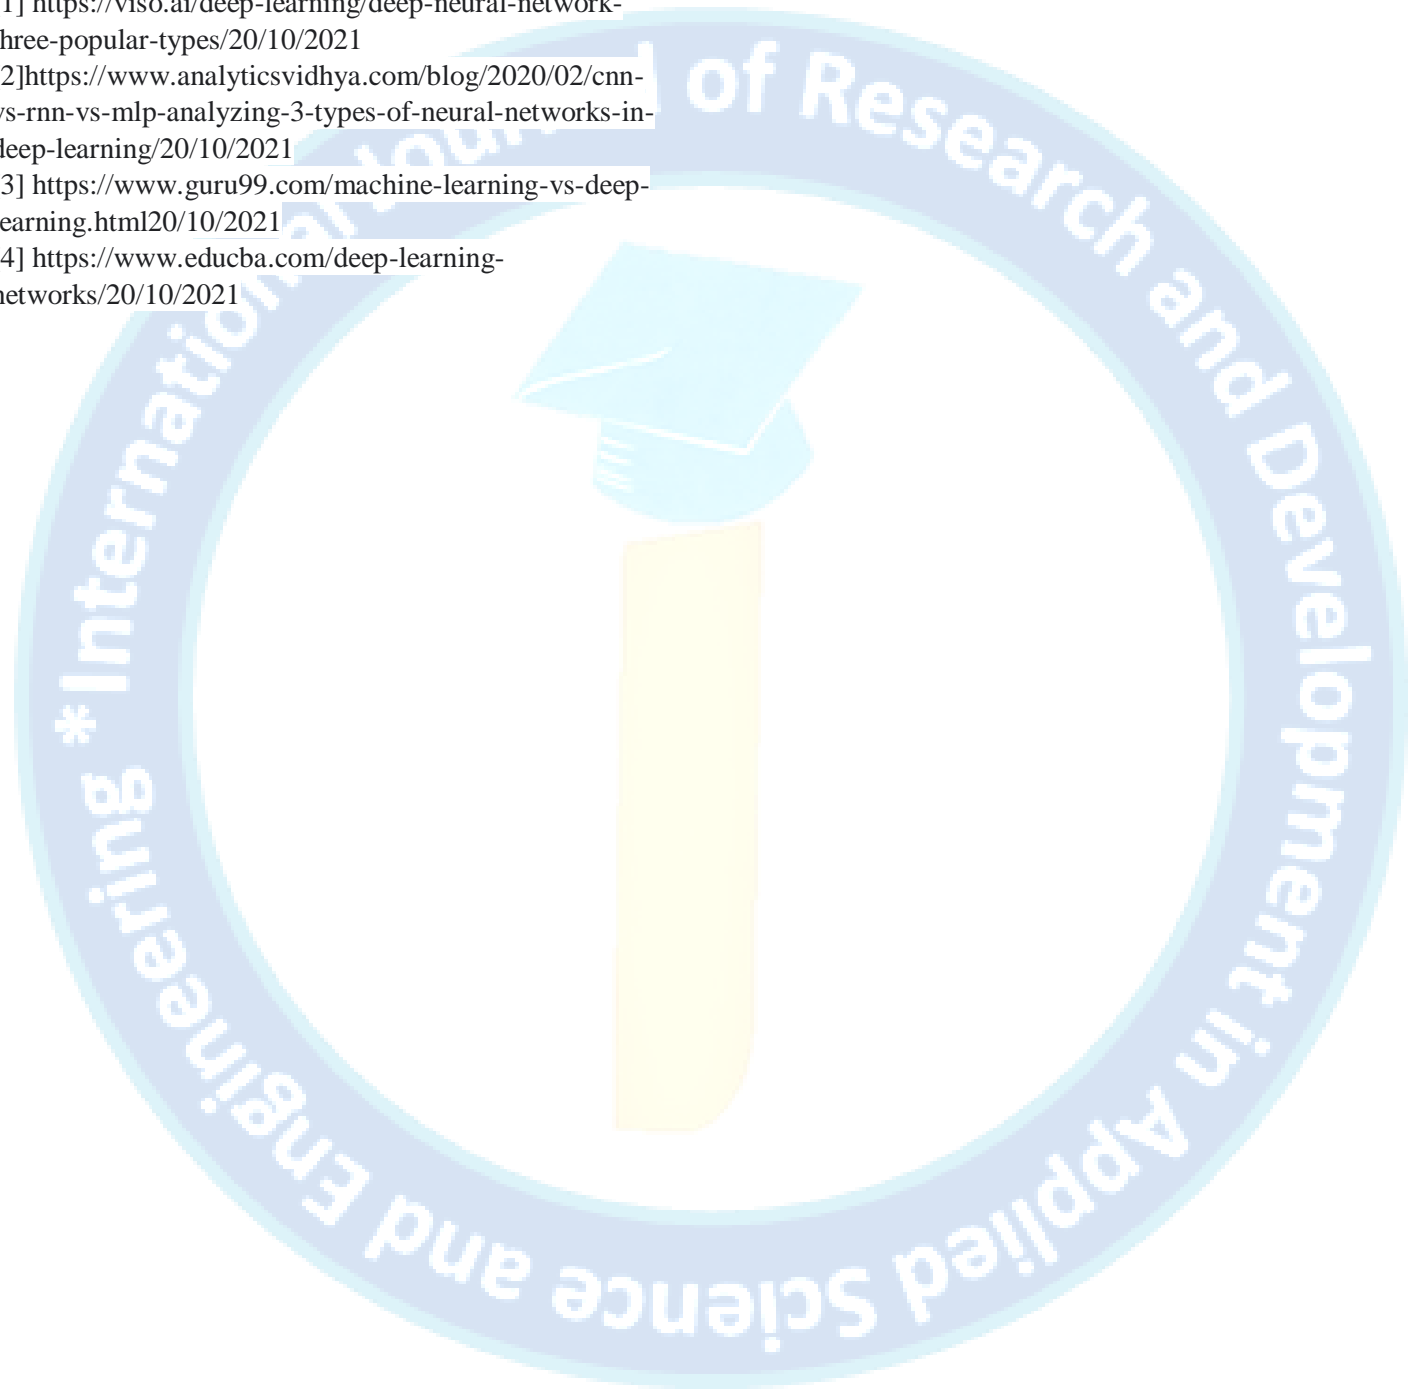 1] https://viso.ai/deep-learning/deep-neural-network-
hree-popular-types/20/10/2021
2]https://www.analyticsvidhya.com/blog/2020/02/cnn-
vs-rnn-vs-mlp-analyzing-3-types-of-neural-networks-in-
deep-learning/20/10/2021
3] https://www.guru99.com/machine-learning-vs-deep-
earning.html20/10/2021
4] https://www.educba.com/deep-learning-
networks/20/10/2021
* International Journal of Research and Development in Applied Science and Engineering